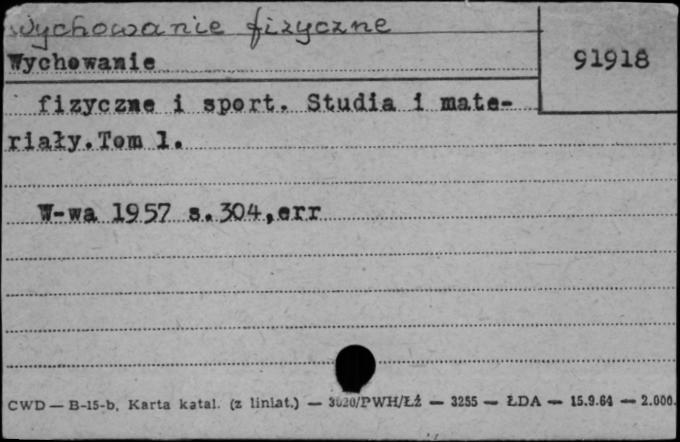 Wychowanie fizyczne
Wychowanie
91918
fizyczne i sport. Studia i mate-
riały.Tom 1.
W-wa 1957 s.304,err
CWD — B-15-b, Karta katal. (z liniat.) — 3020/PWH/Łź — 3255 — ŁDA — 15.9.64 — 2.000.